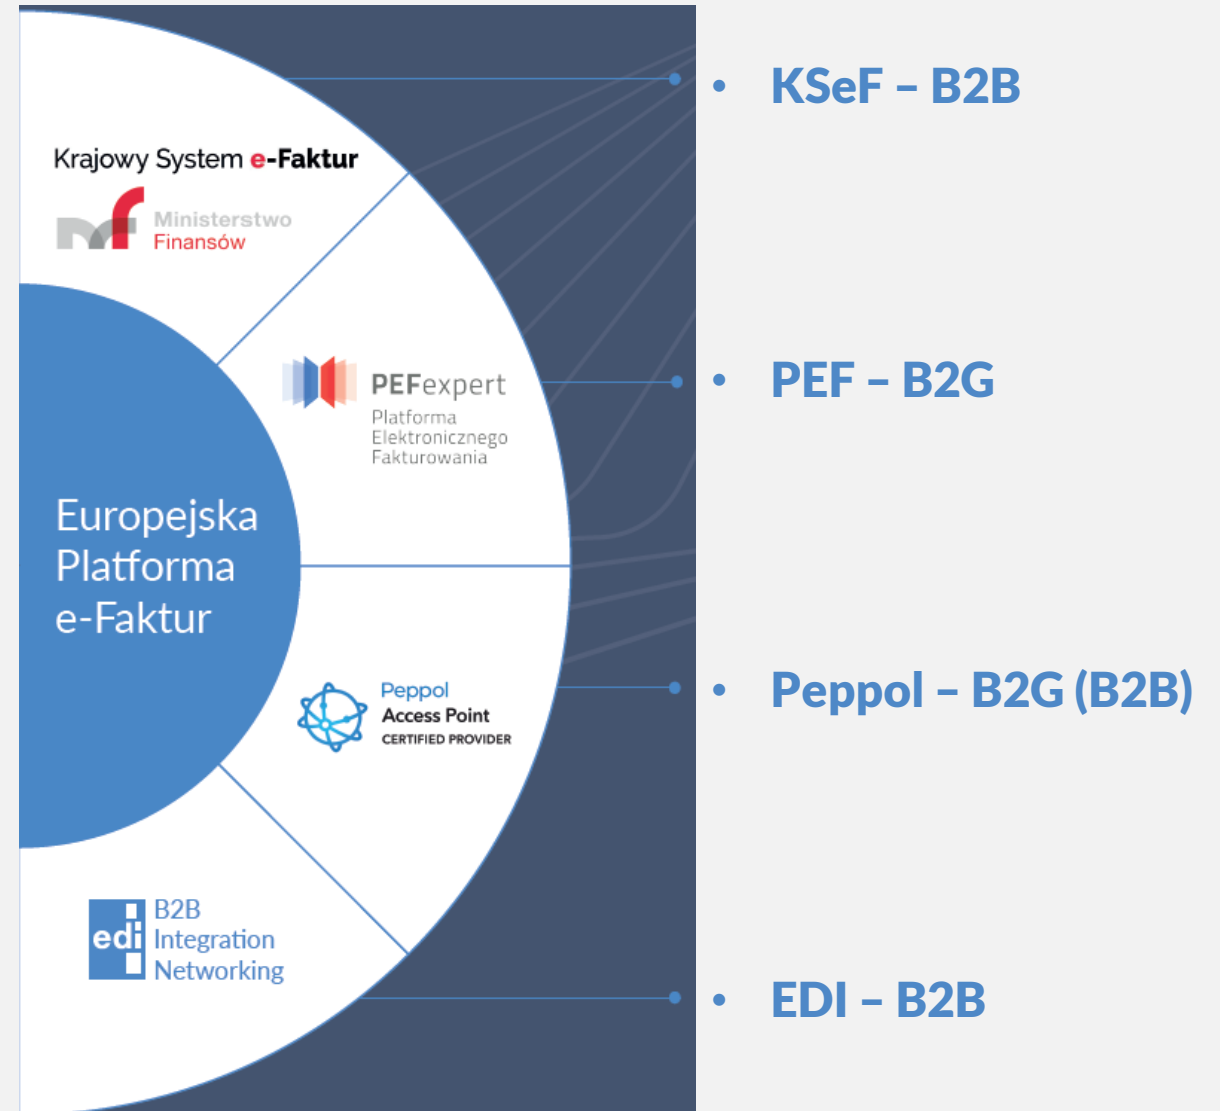 Krajowy System e-Faktur
Ministerstwo
Finansów
PEFexpert
Platforma
Elektronicznego
Fakturowania
Europejska
Platforma
e-Faktur
Peppol
Access Point
CERTIFIED PROVIDER
edi
B2B
Integration
Networking
• KSeF – B2B
• PEF – B2G
• Peppol – B2G (B2B)
• EDI – B2B